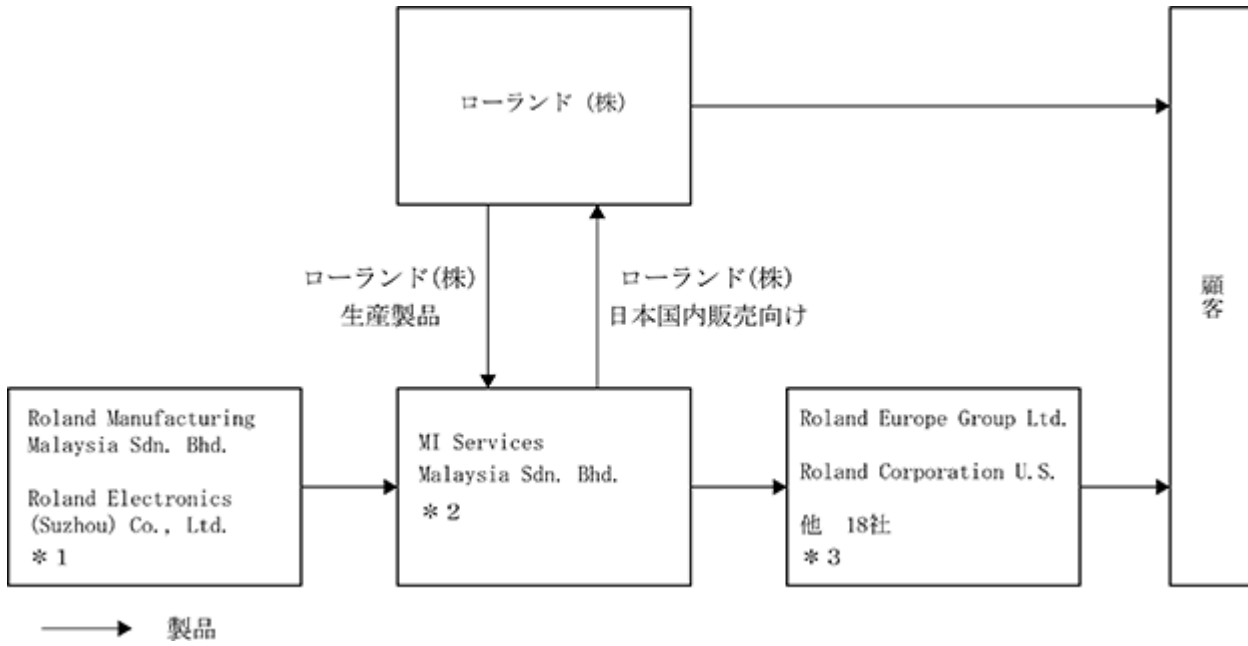 ローランド (株)
ローランド(株)
生産製品
ローランド(株)
日本国内販売向け
顧客
Roland Manufacturing
Malaysia Sdn. Bhd.
Roland Electronics
(Suzhou) Co., Ltd.
＊１
MI Services
Malaysia Sdn. Bhd.
＊２
Roland Europe Group Ltd.
Roland Corporation U.S.
他　18社
＊３
製品